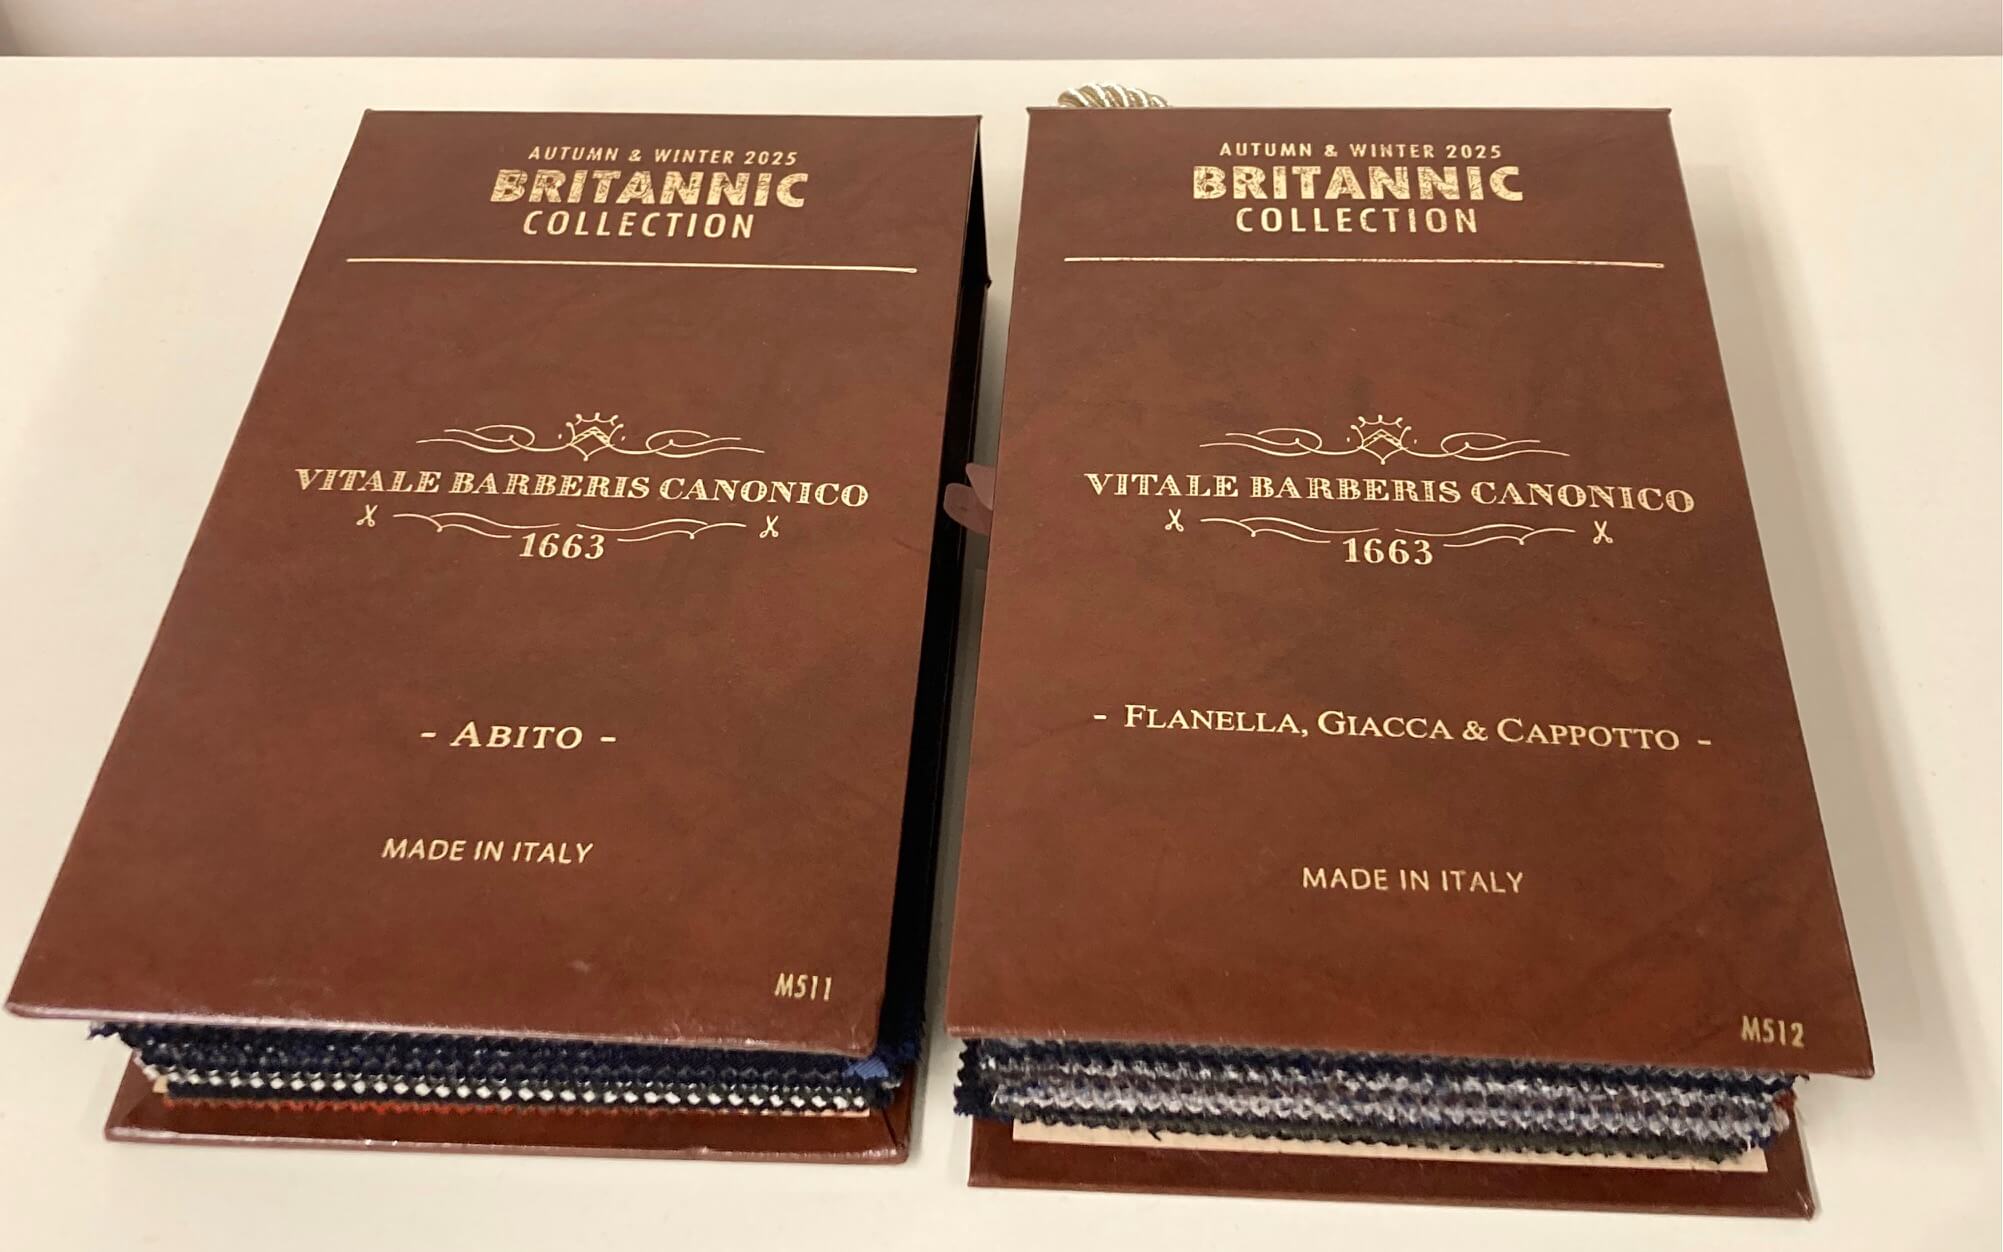 AUTUMN & WINTER 2025
BRITANNIC
COLLECTION
VITALE BARBERIS CANONICO
1663
- ABITO -
MADE IN ITALY
M511
AUTUMN & WINTER 2025
BRITANNIC
COLLECTION
VITALE BARBERIS CANONICO
1663
- FLANELLA, GIACCA & CAPPOTTO -
MADE IN ITALY
M512